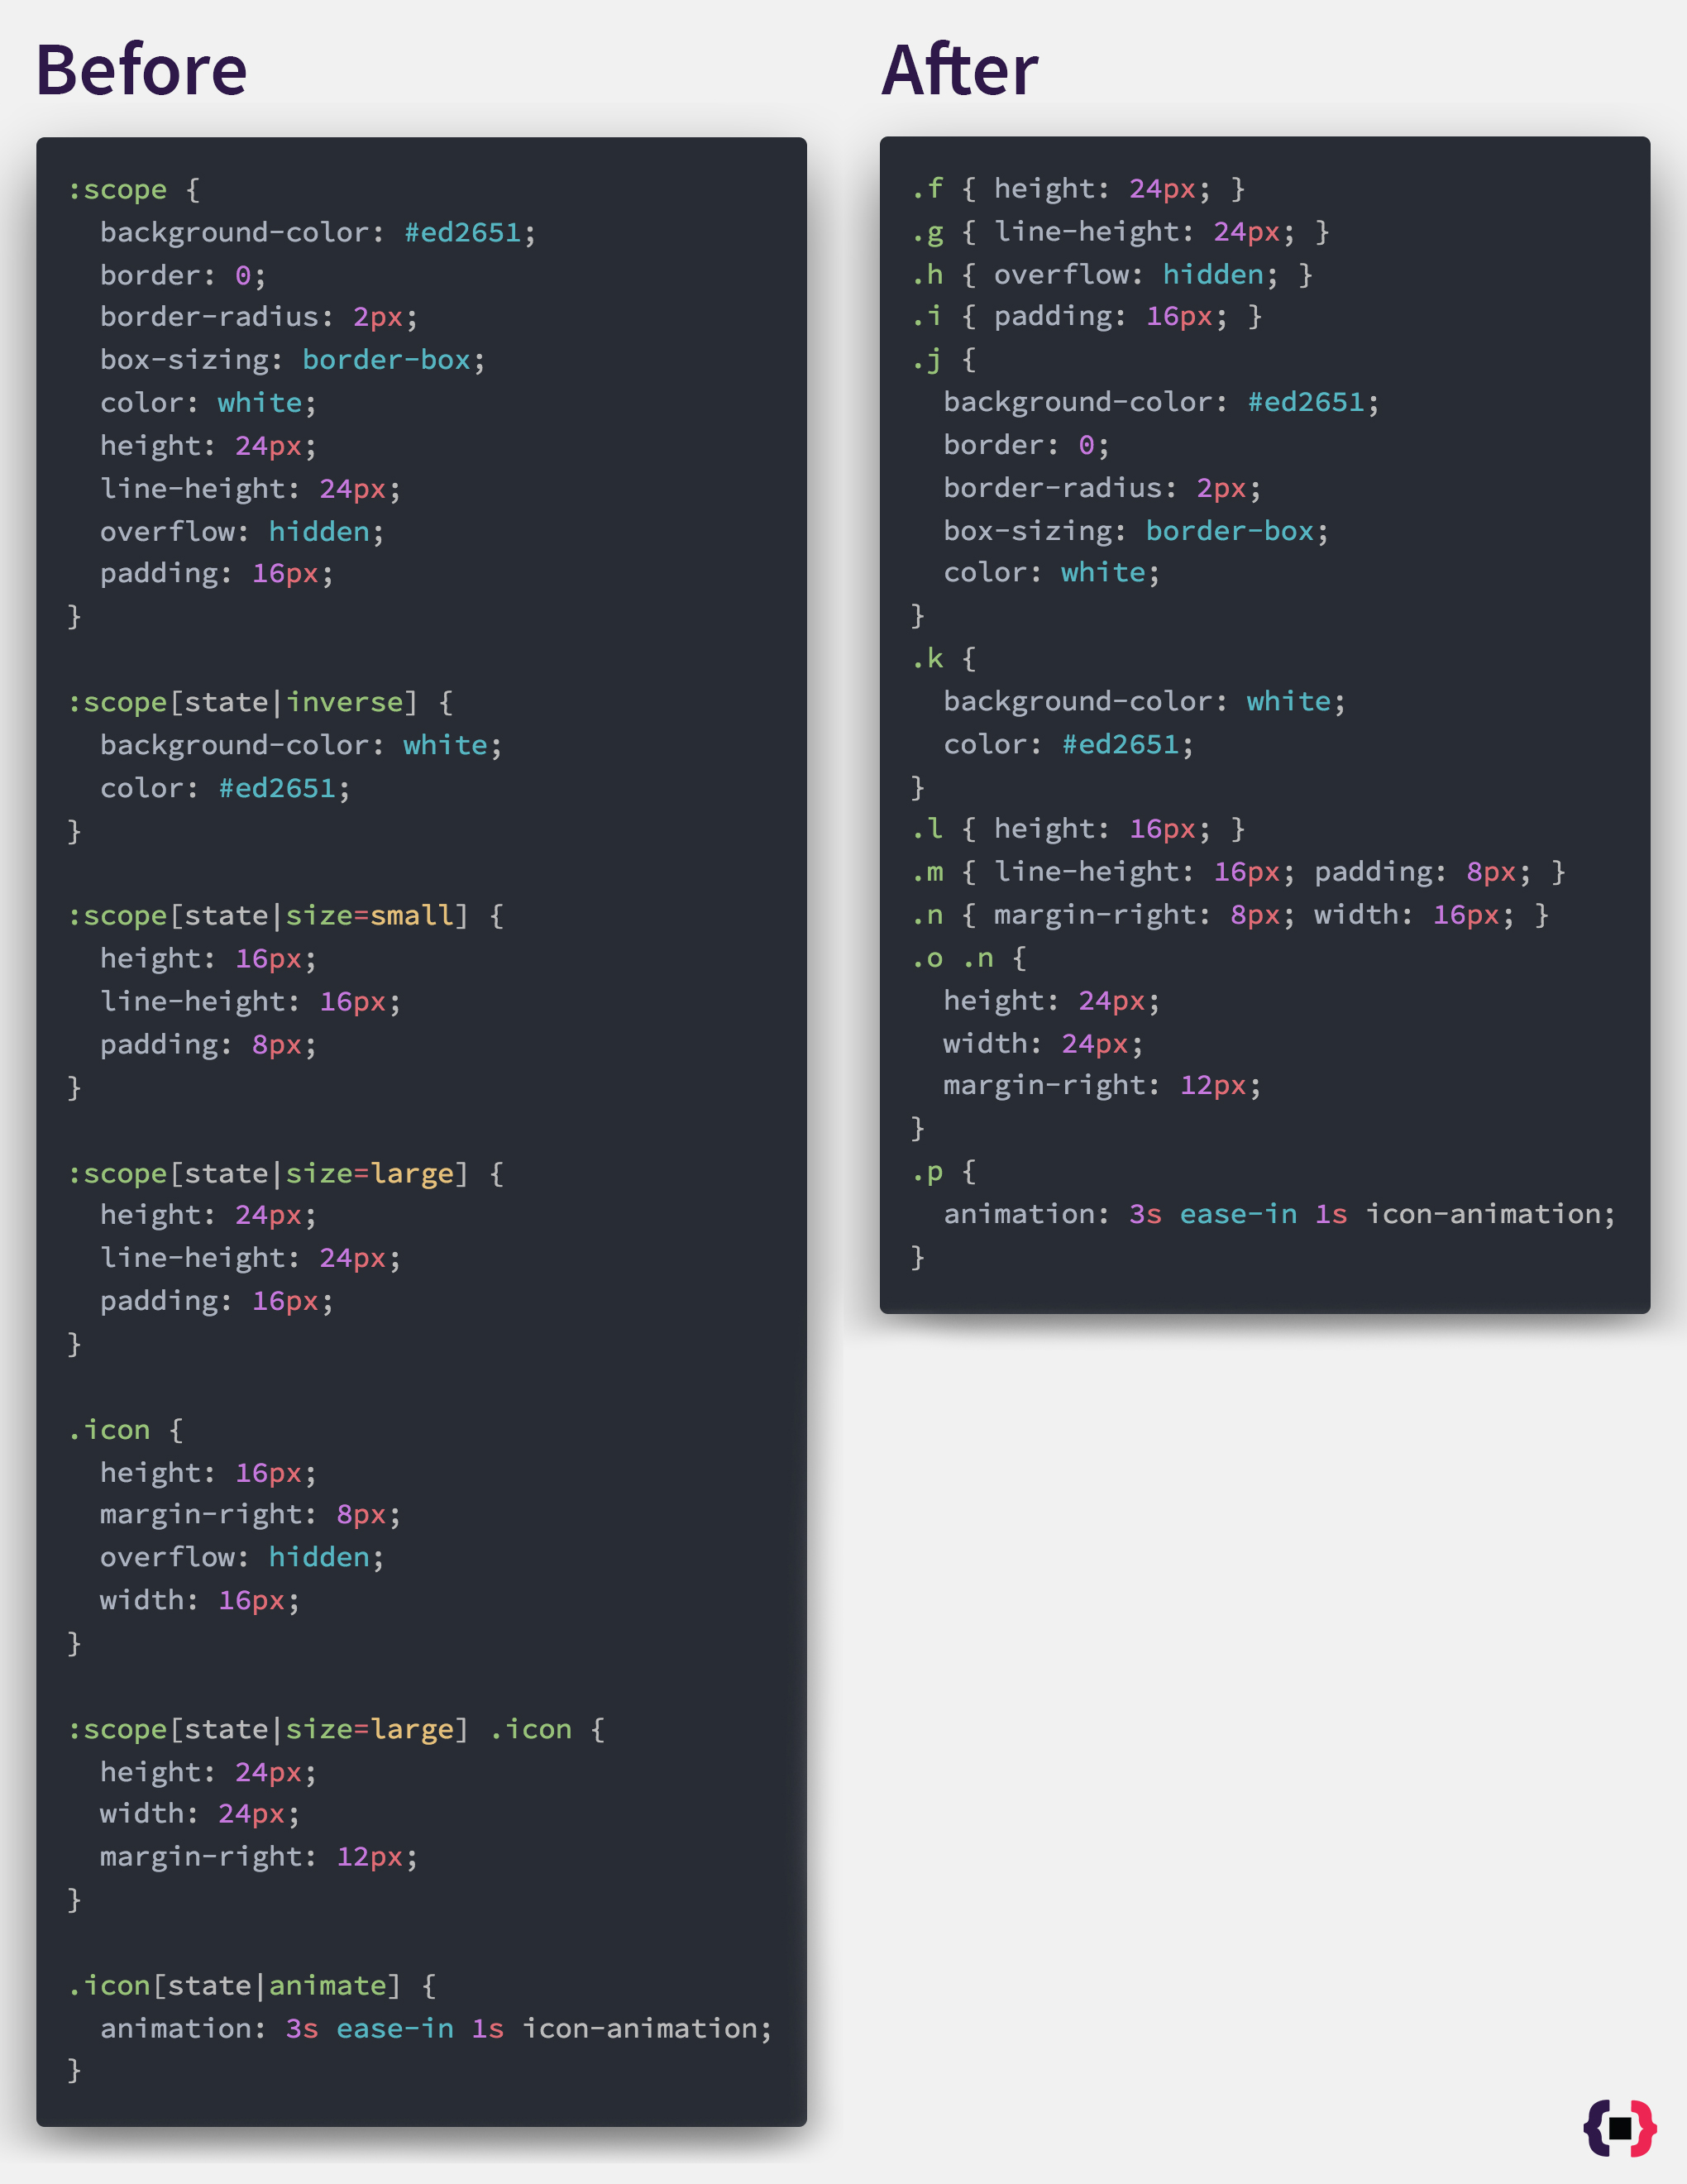 Before
:scope {
  background-color: #ed2651;
  border: 0;
  border-radius: 2px;
  box-sizing: border-box;
  color: white;
  height: 24px;
  line-height: 24px;
  overflow: hidden;
  padding: 16px;
}

:scope[state|inverse] {
  background-color: white;
  color: #ed2651;
}

:scope[state|size=small] {
  height: 16px;
  line-height: 16px;
  padding: 8px;
}

:scope[state|size=large] {
  height: 24px;
  line-height: 24px;
  padding: 16px;
}

.icon {
  height: 16px;
  margin-right: 8px;
  overflow: hidden;
  width: 16px;
}

:scope[state|size=large] .icon {
  height: 24px;
  width: 24px;
  margin-right: 12px;
}

.icon[state|animate] {
  animation: 3s ease-in 1s icon-animation;
}

After
.f { height: 24px; }
.g { line-height: 24px; }
.h { overflow: hidden; }
.i { padding: 16px; }
.j {
  background-color: #ed2651;
  border: 0;
  border-radius: 2px;
  box-sizing: border-box;
  color: white;
}
.k {
  background-color: white;
  color: #ed2651;
}
.l { height: 16px; }
.m { line-height: 16px; padding: 8px; }
.n { margin-right: 8px; width: 16px; }
.o .n {
  height: 24px;
  width: 24px;
  margin-right: 12px;
}
.p {
  animation: 3s ease-in 1s icon-animation;
}